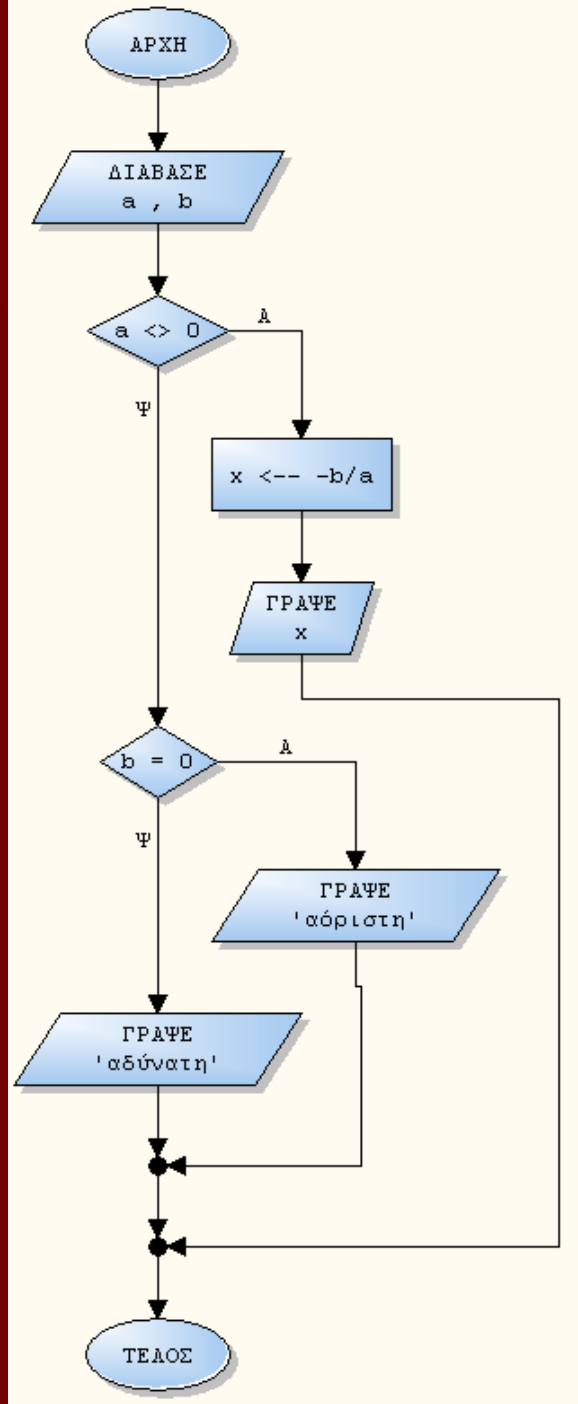 ΑΡΧΗ
ΔΙΑΒΑΣΕ
a , b
a <> 0
Α
Ψ
x <-- -b/a
ΓΡΑΨΕ
x
b = 0
Α
Ψ
ΓΡΑΨΕ
'αόριστη'
ΓΡΑΨΕ
'αδύνατη'
ΤΕΛΟΣ